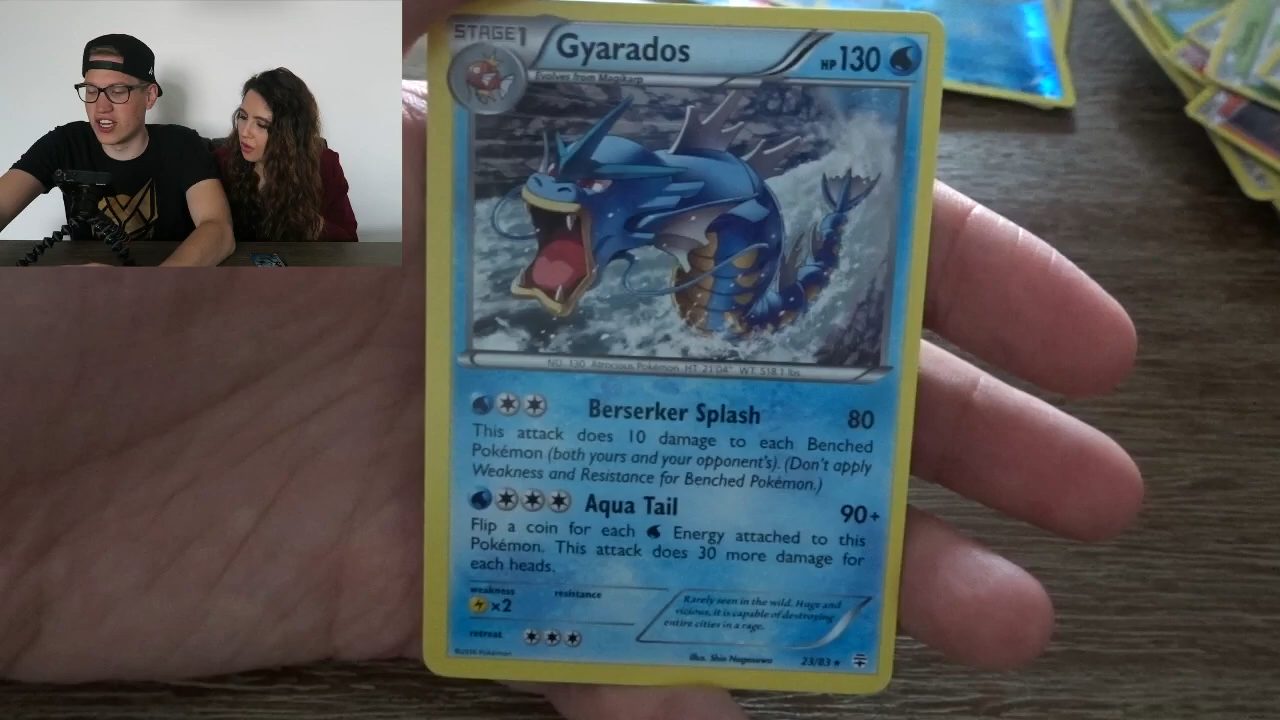 STAGE1
Gyarados
HP 130
Evolves from Magikarp
NO. 130 Atrocious Pokémon HT. 21'04" WT. 518.1 lbs
Berserker Splash 80
This attack does 10 damage to each Benched
Pokémon (both yours and your opponent's). (Don't apply
Weakness and Resistance for Benched Pokémon.)
Aqua Tail 90+
Flip a coin for each Energy attached to this
Pokémon. This attack does 30 more damage for
each heads.
weakness resistance
x2
Rarely seen in the wild. Huge and
vicious, it is capable of destroying
entire cities in a rage.
retreat
©2016 Pokémon
Illus. Shin Nagasawa
23/83